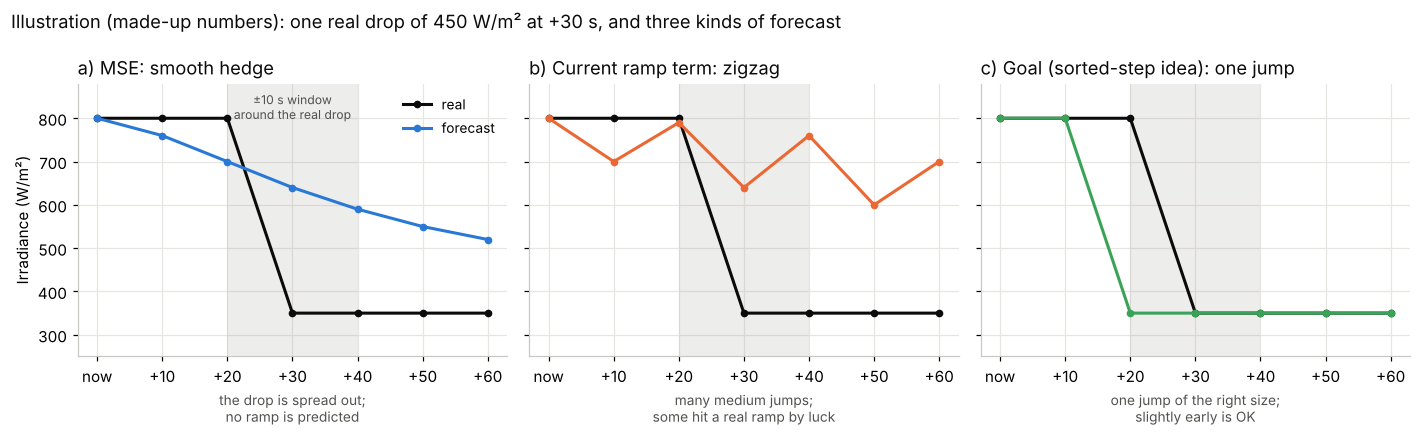 Illustration (made-up numbers): one real drop of 450 W/m² at +30 s, and three kinds of forecast
a) MSE: smooth hedge
±10 s window
around the real drop
real
forecast
Irradiance (W/m²)
800
700
600
500
400
300
now +10 +20 +30 +40 +50 +60
the drop is spread out;
no ramp is predicted
b) Current ramp term: zigzag
now +10 +20 +30 +40 +50 +60
many medium jumps;
some hit a real ramp by luck
c) Goal (sorted-step idea): one jump
now +10 +20 +30 +40 +50 +60
one jump of the right size;
slightly early is OK